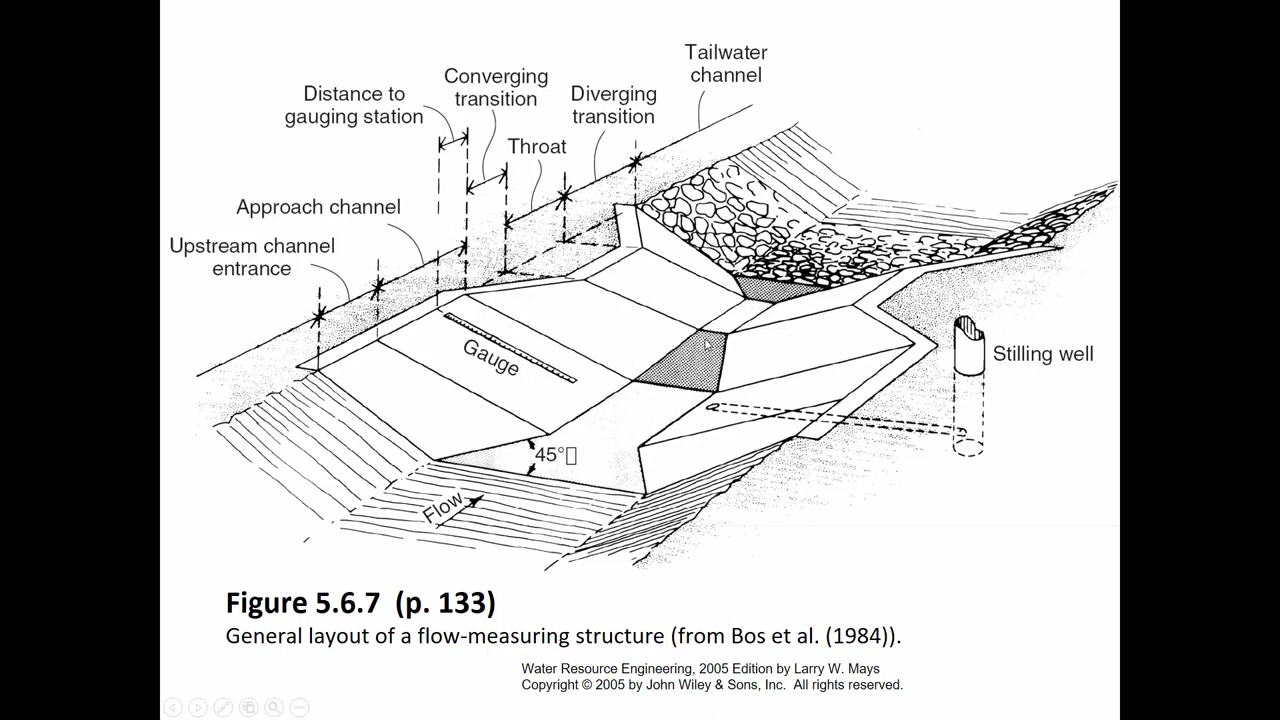 Tailwater
channel
Converging
transition
Distance to
gauging station
Diverging
transition
Throat
Approach channel
Upstream channel
entrance
Gauge
Stilling well
45°
Flow
Figure 5.6.7 (p. 133)
General layout of a flow-measuring structure (from Bos et al. (1984)).
Water Resource Engineering, 2005 Edition by Larry W. Mays
Copyright © 2005 by John Wiley & Sons, Inc. All rights reserved.